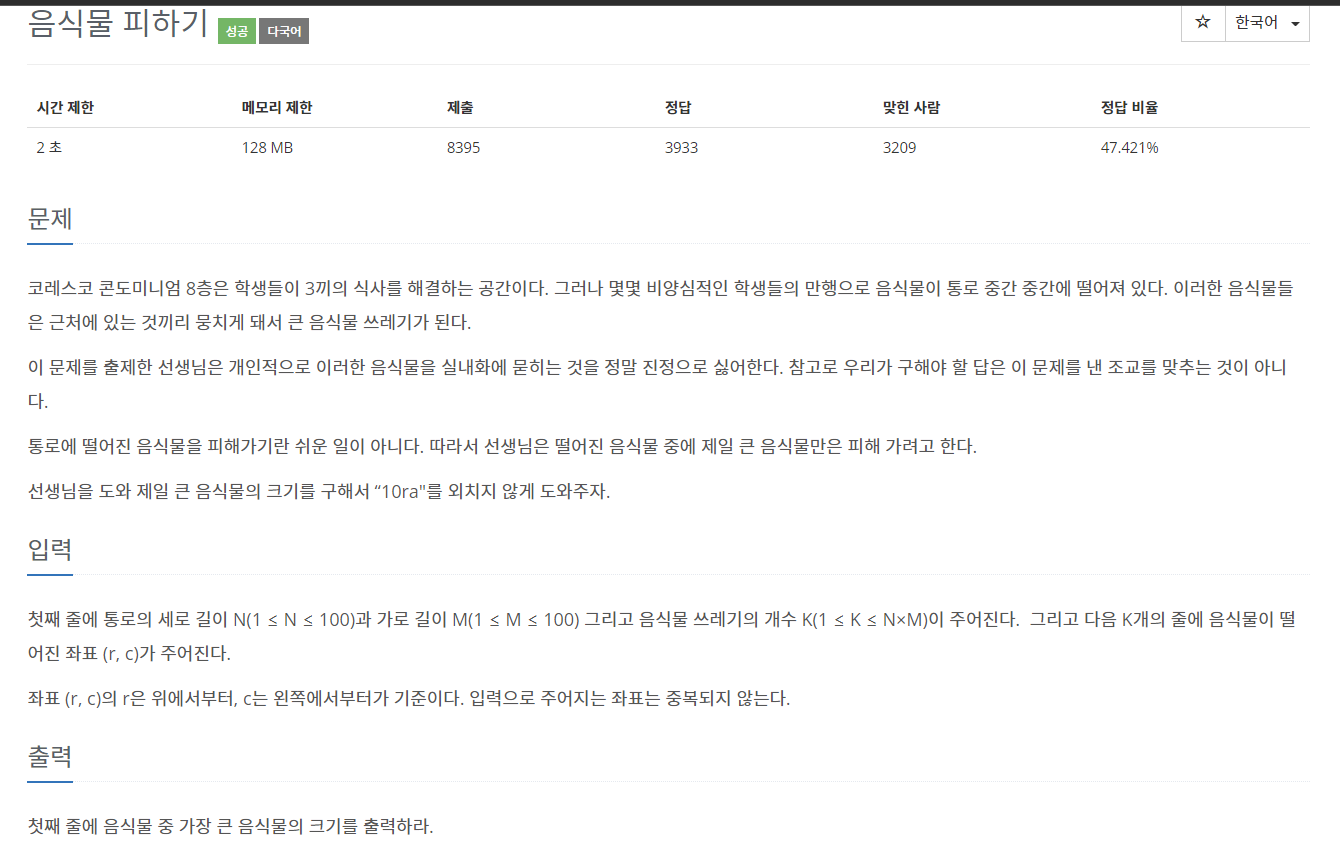 음식물 피하기 성공 다국어
☆ 한국어
시간 제한 메모리 제한 제출 정답 맞힌 사람 정답 비율
2 초 128 MB 8395 3933 3209 47.421%
문제
코레스코 콘도미니엄 8층은 학생들이 3끼의 식사를 해결하는 공간이다. 그러나 몇몇 비양심적인 학생들의 만행으로 음식물이 통로 중간 중간에 떨어져 있다. 이러한 음식물들
은 근처에 있는 것끼리 뭉치게 돼서 큰 음식물 쓰레기가 된다.
이 문제를 출제한 선생님은 개인적으로 이러한 음식물을 실내화에 묻히는 것을 정말 진정으로 싫어한다. 참고로 우리가 구해야 할 답은 이 문제를 낸 조교를 맞추는 것이 아니
다.
통로에 떨어진 음식물을 피해가기란 쉬운 일이 아니다. 따라서 선생님은 떨어진 음식물 중에 제일 큰 음식물만은 피해 가려고 한다.
선생님을 도와 제일 큰 음식물의 크기를 구해서 “10ra"를 외치지 않게 도와주자.
입력
첫째 줄에 통로의 세로 길이 N(1 ≤ N ≤ 100)과 가로 길이 M(1 ≤ M ≤ 100) 그리고 음식물 쓰레기의 개수 K(1 ≤ K ≤ N×M)이 주어진다.  그리고 다음 K개의 줄에 음식물이 떨
어진 좌표 (r, c)가 주어진다.
좌표 (r, c)의 r은 위에서부터, c는 왼쪽에서부터가 기준이다. 입력으로 주어지는 좌표는 중복되지 않는다.
출력
첫째 줄에 음식물 중 가장 큰 음식물의 크기를 출력하라.